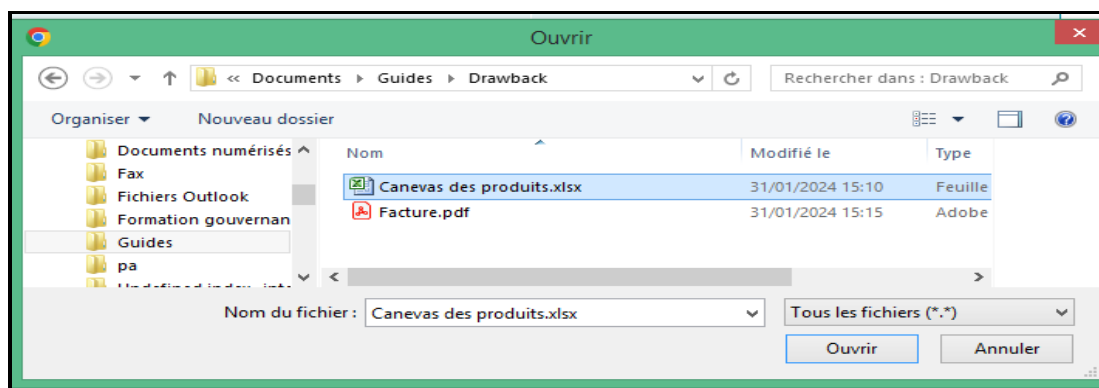 Ouvrir
« Documents Guides Drawback
Rechercher dans : Drawback
Organiser
Nouveau dossier
Documents numérisés
Fax
Fichiers Outlook
Formation gouvernan
Guides
pa
Nom Modifié le Type
Canevas des produits.xlsx 31/01/2024 15:10 Feuille
Facture.pdf 31/01/2024 15:15 Adobe
Nom du fichier : Canevas des produits.xlsx
Tous les fichiers (*.*)
Ouvrir
Annuler